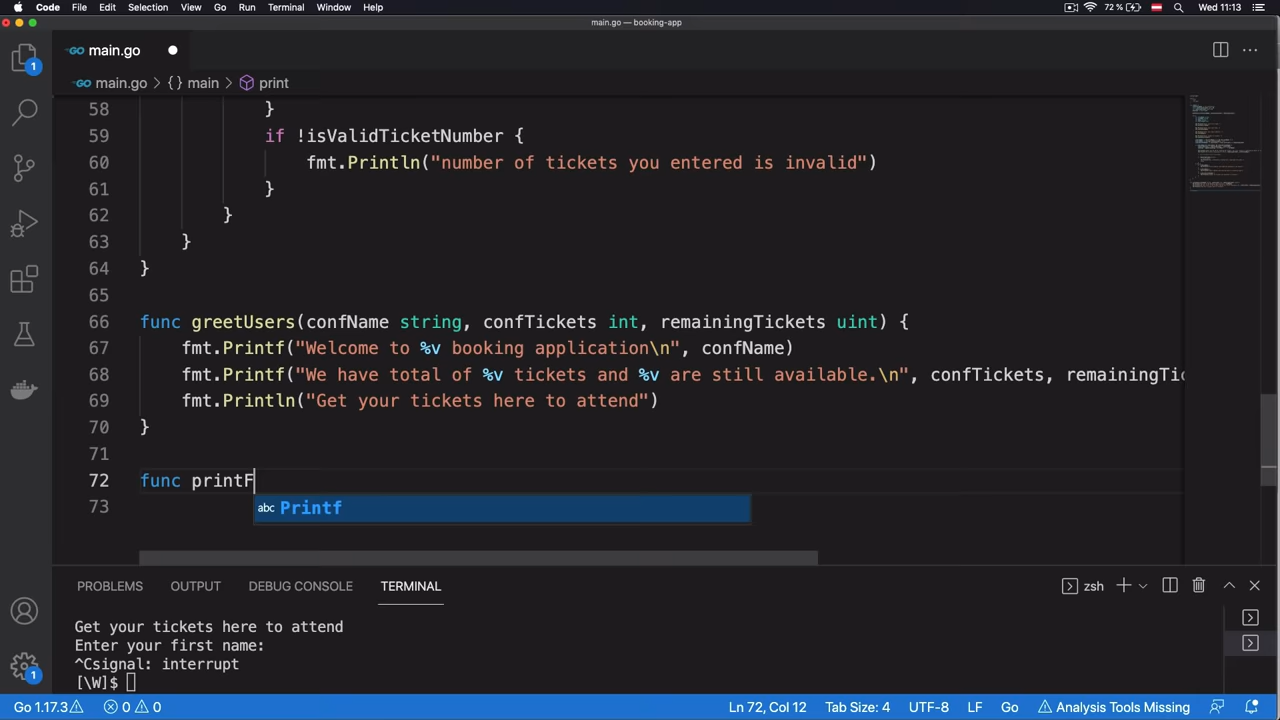 Code File Edit Selection View Go Run Terminal Window Help 72 % Wed 11:13
main.go — booking-app
1 GO main.go
GO main.go > {} main > print
58 }
59 if !isValidTicketNumber {
60 fmt.Println("number of tickets you entered is invalid")
61 }
62 }
63 }
64 }
65
66 func greetUsers(confName string, confTickets int, remainingTickets uint) {
67 fmt.Printf("Welcome to %v booking application\n", confName)
68 fmt.Printf("We have total of %v tickets and %v are still available.\n", confTickets, remainingTic
69 fmt.Println("Get your tickets here to attend")
70 }
71
72 func printF
abc Printf
73
PROBLEMS OUTPUT DEBUG CONSOLE TERMINAL zsh
Get your tickets here to attend
Enter your first name:
^Csignal: interrupt
[\W]$
1
Go 1.17.3 0 0 Ln 72, Col 12 Tab Size: 4 UTF-8 LF Go Analysis Tools Missing